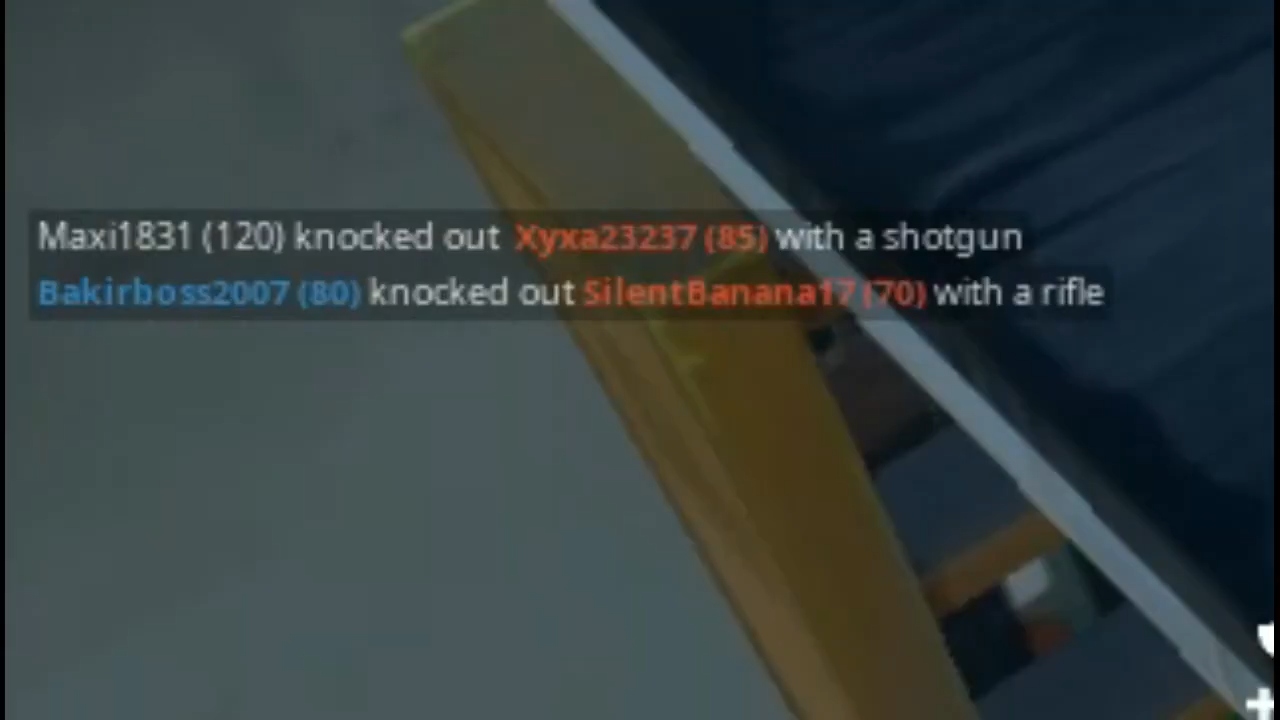 Maxi1831 (120) knocked out Xyxa23237 (85) with a shotgun
Bakirboss2007 (80) knocked out SilentBanana17 (70) with a rifle